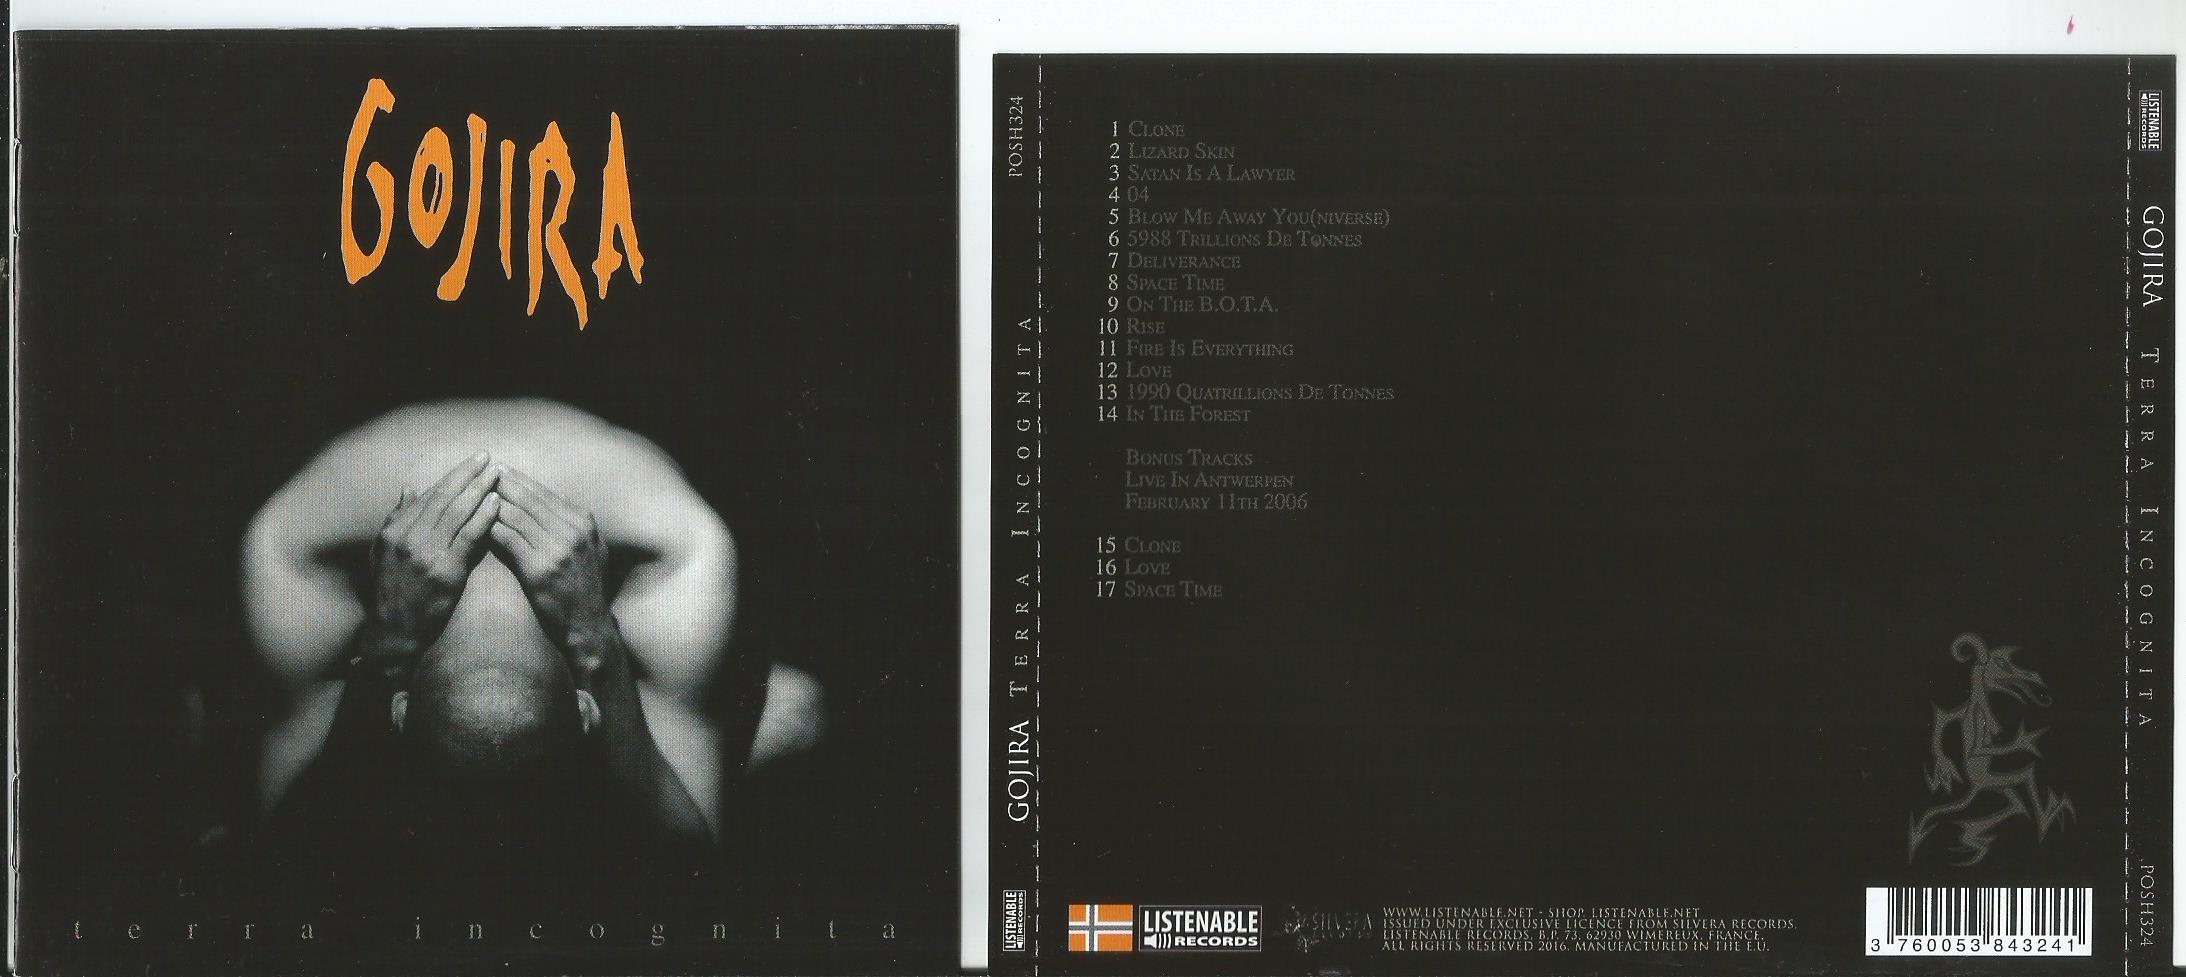 GOJIRA
terra incognita
POSH324
GOJIRA TERRA INCOGNITA
LISTENABLE
RECORDS
1 CLONE
2 LIZARD SKIN
3 SATAN IS A LAWYER
4 04
5 BLOW ME AWAY YOU(NIVERSE)
6 5988 TRILLIONS DE TONNES
7 DELIVERANCE
8 SPACE TIME
9 ON THE B.O.T.A.
10 RISE
11 FIRE IS EVERYTHING
12 LOVE
13 1990 QUATRILLIONS DE TONNES
14 IN THE FOREST
BONUS TRACKS
LIVE IN ANTWERPEN
FEBRUARY 11TH 2006
15 CLONE
16 LOVE
17 SPACE TIME
LISTENABLE
RECORDS
SILVERA
WWW.LISTENABLE.NET - SHOP. LISTENABLE.NET
ISSUED UNDER EXCLUSIVE LICENCE FROM SILVERA RECORDS.
LISTENABLE RECORDS, B.P. 73, 62930 WIMEREUX, FRANCE.
ALL RIGHTS RESERVED 2016. MANUFACTURED IN THE E.U.
3 760053 843241
LISTENABLE
RECORDS
GOJIRA TERRA INCOGNITA
POSH324